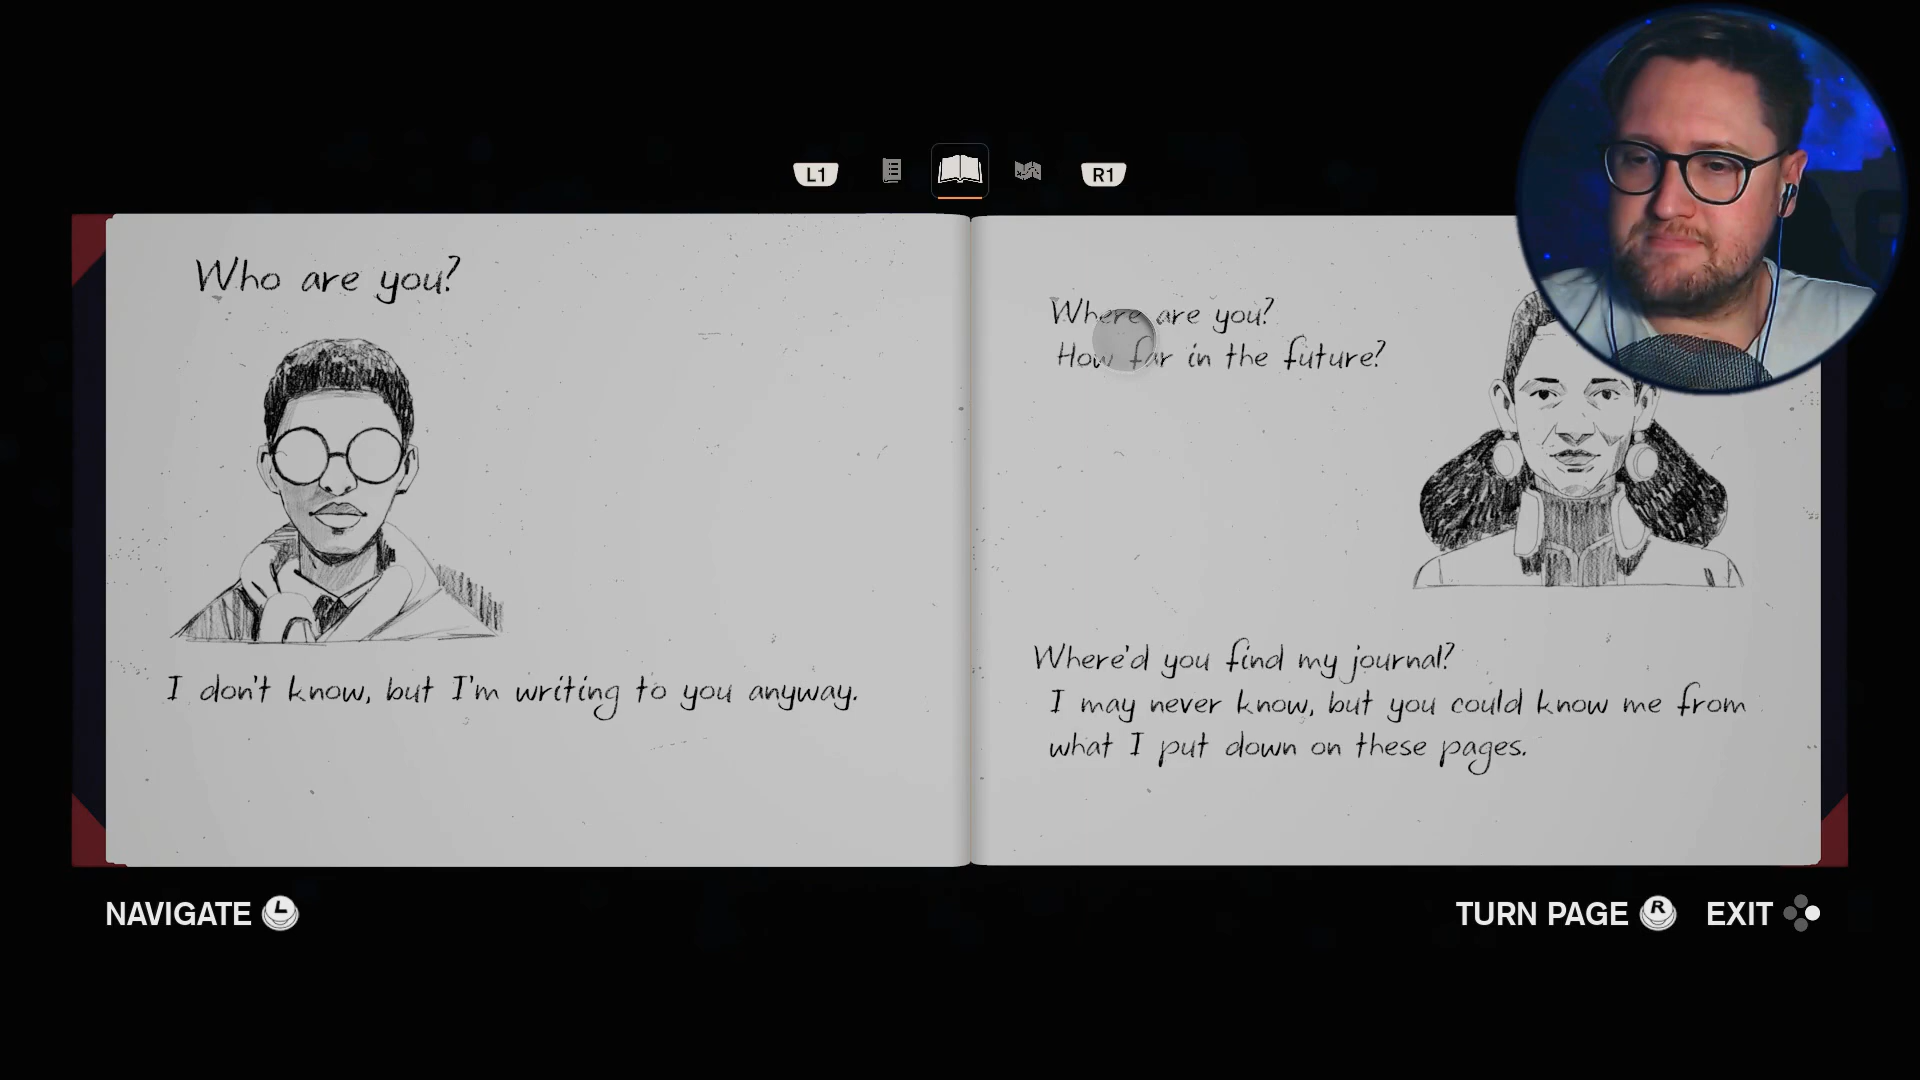 L1
R1
Who are you?
I don't know, but I'm writing to you anyway.
Where are you?
How far in the future?
Where'd you find my journal?
I may never know, but you could know me from
what I put down on these pages.
NAVIGATE L
TURN PAGE R EXIT